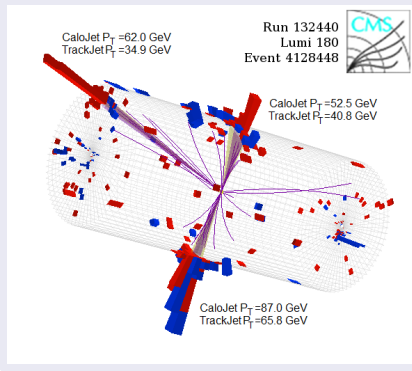 Run 132440
Lumi 180
Event 4128448
CMS
CaloJet P_T =62.0 GeV
TrackJet P_T =34.9 GeV
CaloJet P_T =52.5 GeV
TrackJet P_T =40.8 GeV
CaloJet P_T =87.0 GeV
TrackJet P_T =65.8 GeV